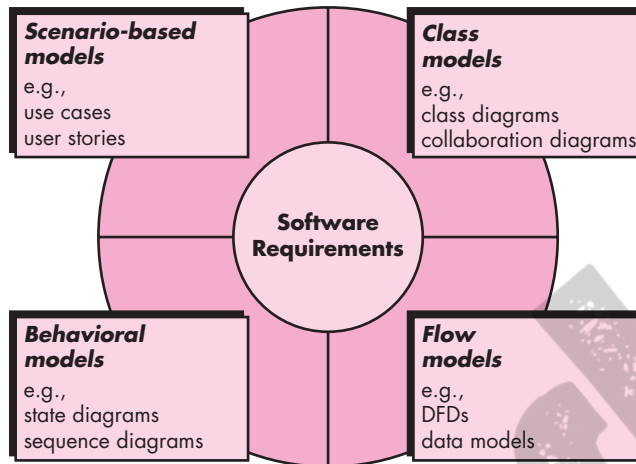 Scenario-based
models
e.g.,
use cases
user stories
Class
models
e.g.,
class diagrams
collaboration diagrams
Software
Requirements
Behavioral
models
e.g.,
state diagrams
sequence diagrams
Flow
models
e.g.,
DFDs
data models